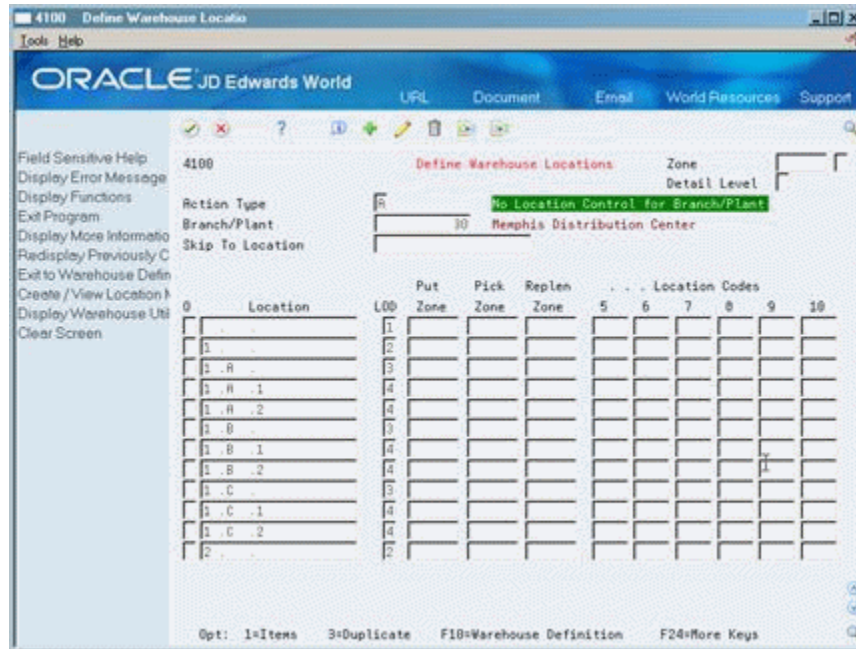 4100 Define Warehouse Locatio
Tools Help
ORACLE JD Edwards World
URL Document Email World Resources Support
Field Sensitive Help
Display Error Message
Display Functions
Exit Program
Display More Informatio
Redisplay Previously C
Exit to Warehouse Defin
Create / View Location M
Display Warehouse Uti
Clear Screen
4100 Define Warehouse Locations Zone
Detail Level
Action Type A No Location Control for Branch/Plant
Branch/Plant 30 Memphis Distribution Center
Skip To Location
Put Pick Replen . . . Location Codes
O Location LOD Zone Zone Zone 5 6 7 8 9 10
. . 1
1 . . 2
1 .A . 3
1 .A .1 4
1 .A .2 4
1 .B . 3
1 .B .1 4
1 .B .2 4
1 .C . 3
1 .C .1 4
1 .C .2 4
2 . . 2
Opt: 1=Items 3=Duplicate F10=Warehouse Definition F24=More Keys